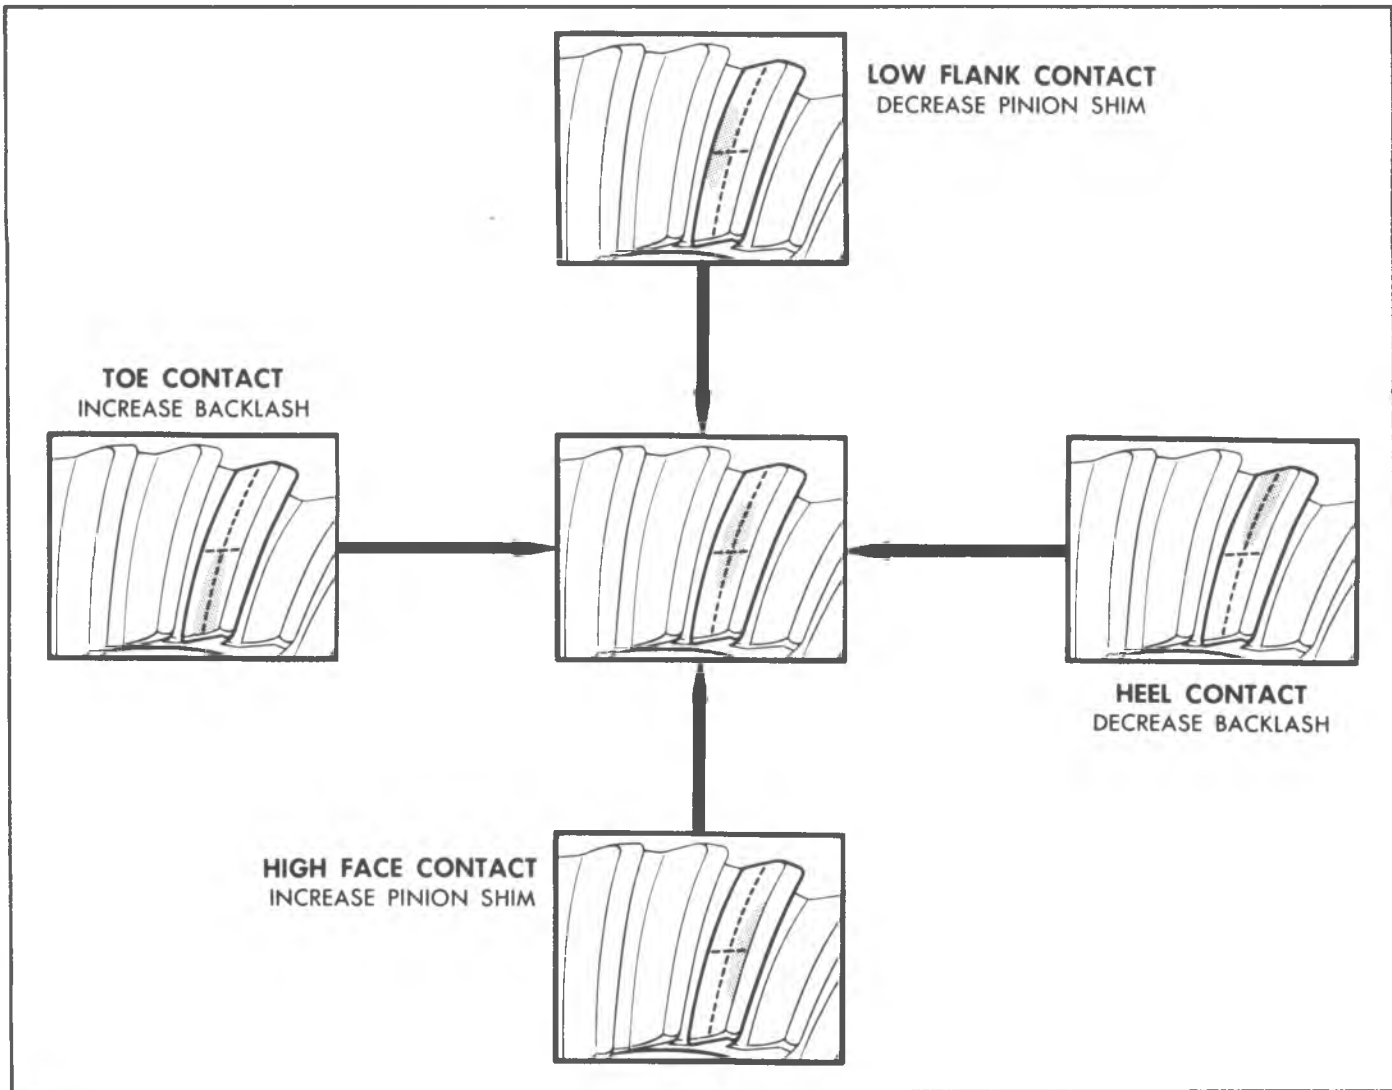 LOW FLANK CONTACT
DECREASE PINION SHIM
TOE CONTACT
INCREASE BACKLASH
HEEL CONTACT
DECREASE BACKLASH
HIGH FACE CONTACT
INCREASE PINION SHIM